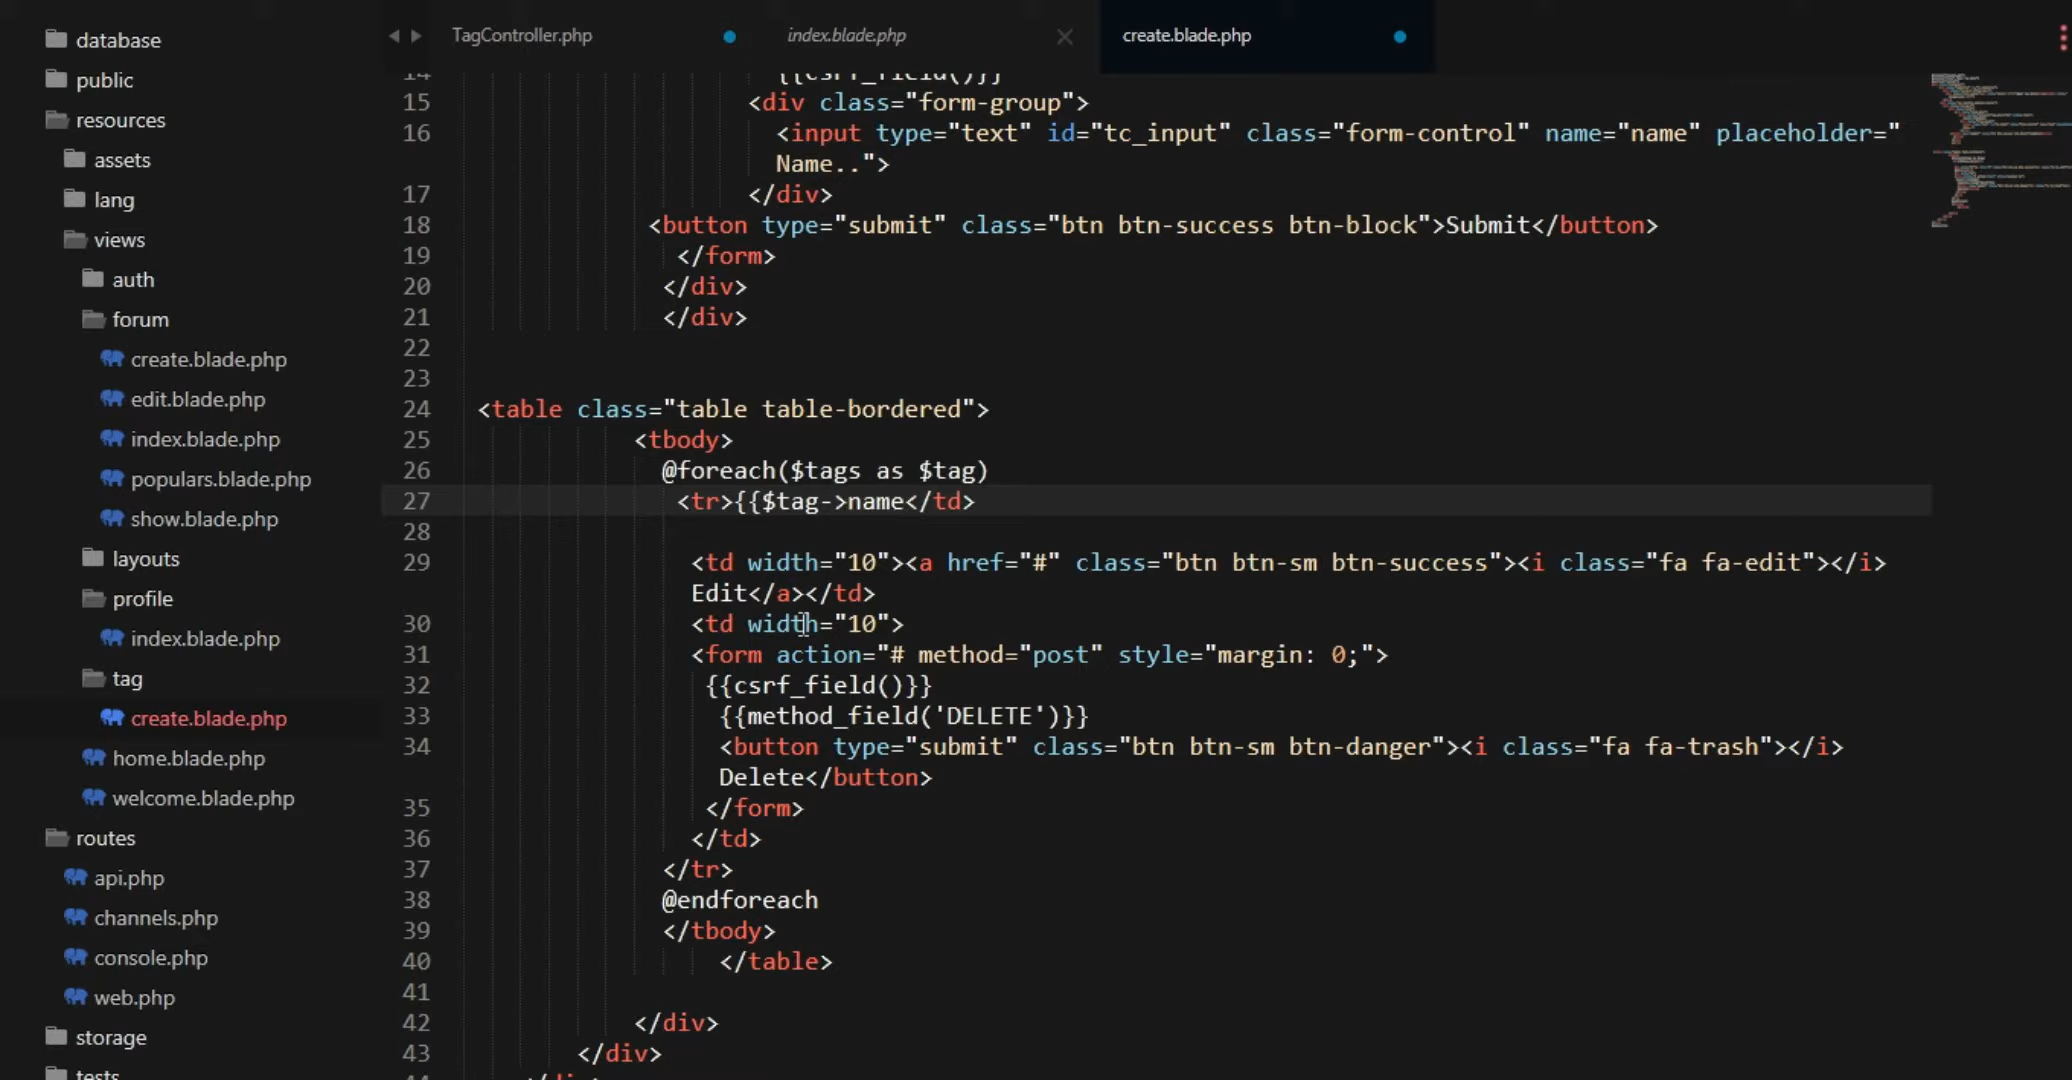 database
public
resources
assets
lang
views
auth
forum
create.blade.php
edit.blade.php
index.blade.php
populars.blade.php
show.blade.php
layouts
profile
index.blade.php
tag
create.blade.php
home.blade.php
welcome.blade.php
routes
api.php
channels.php
console.php
web.php
storage
tests
TagController.php
index.blade.php
create.blade.php
14 {{csrf_field()}}
15 <div class="form-group">
16 <input type="text" id="tc_input" class="form-control" name="name" placeholder="
Name..">
17 </div>
18 <button type="submit" class="btn btn-success btn-block">Submit</button>
19 </form>
20 </div>
21 </div>
22
23
24 <table class="table table-bordered">
25 <tbody>
26 @foreach($tags as $tag)
27 <tr>{{$tag->name</td>
28
29 <td width="10"><a href="#" class="btn btn-sm btn-success"><i class="fa fa-edit"></i>
Edit</a></td>
30 <td width="10">
31 <form action="# method="post" style="margin: 0;">
32 {{csrf_field()}}
33 {{method_field('DELETE')}}
34 <button type="submit" class="btn btn-sm btn-danger"><i class="fa fa-trash"></i>
Delete</button>
35 </form>
36 </td>
37 </tr>
38 @endforeach
39 </tbody>
40 </table>
41
42 </div>
43 </div>
44 </div>